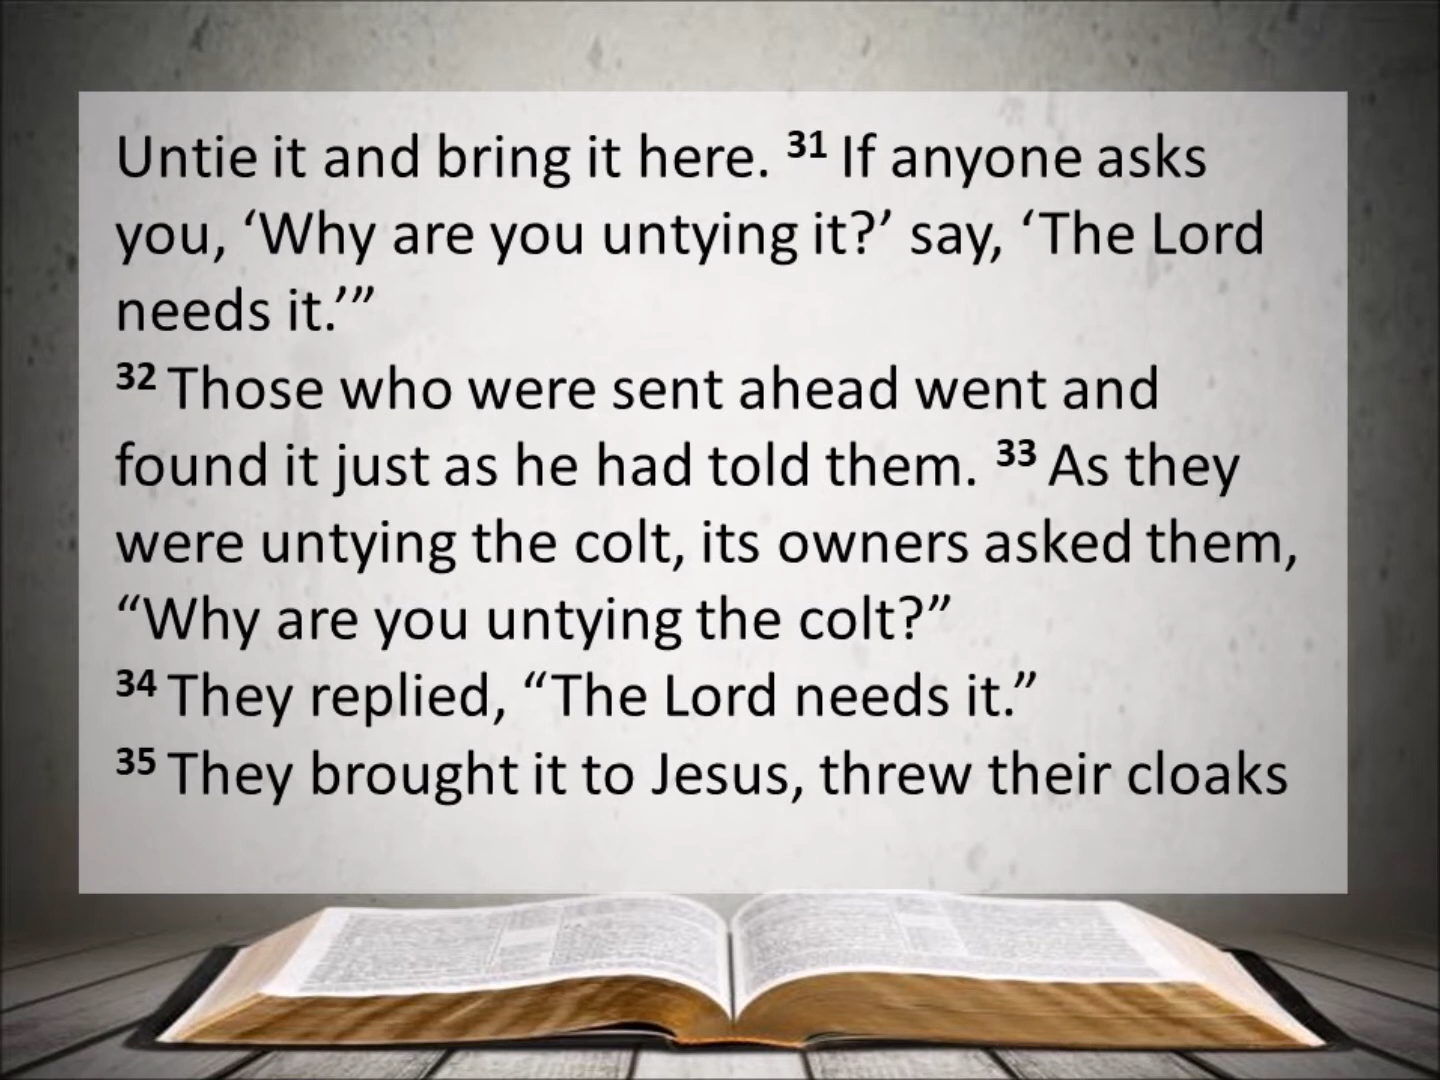 Untie it and bring it here. 31 If anyone asks
you, ‘Why are you untying it?’ say, ‘The Lord
needs it.’”
32 Those who were sent ahead went and
found it just as he had told them. 33 As they
were untying the colt, its owners asked them,
“Why are you untying the colt?”
34 They replied, “The Lord needs it.”
35 They brought it to Jesus, threw their cloaks